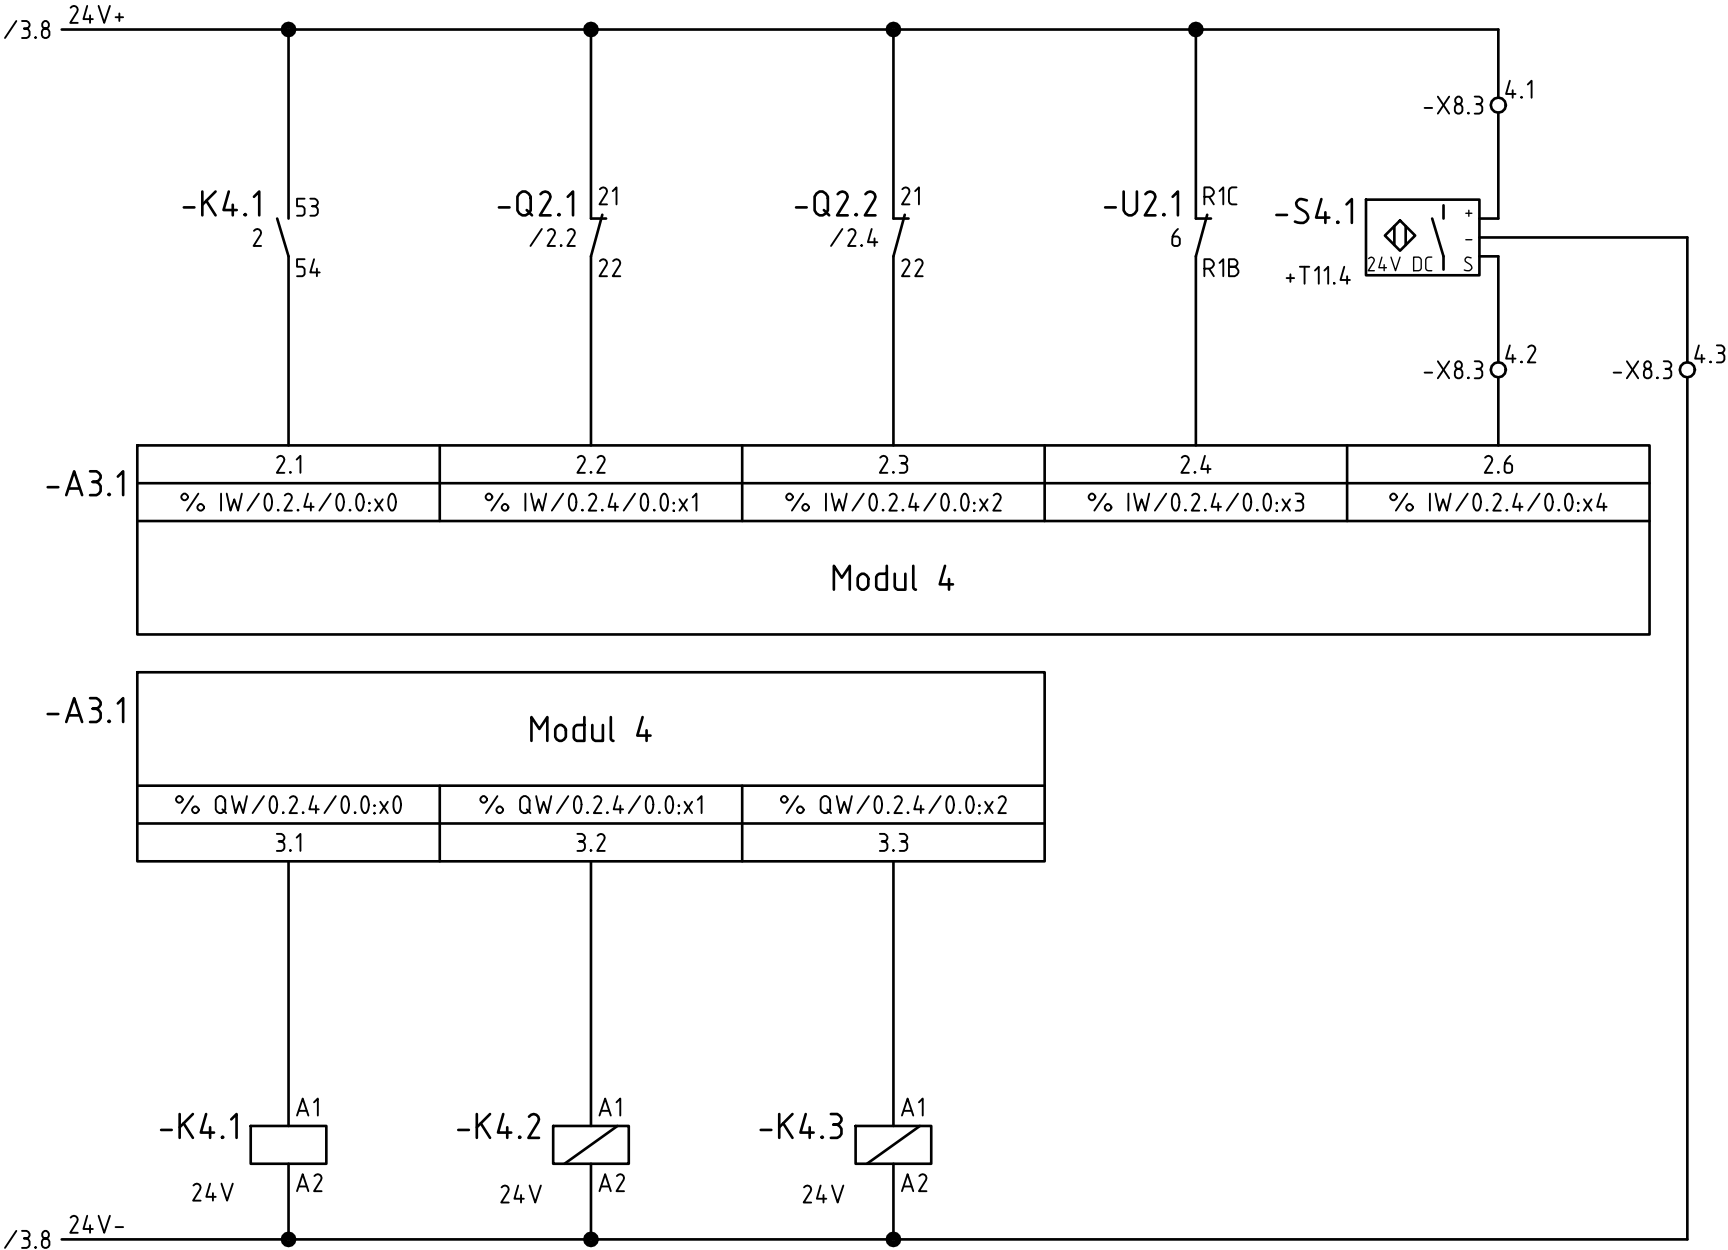 /3.8 24V+
4.1
-X8.3
-K4.1 53
2
54
-Q2.1 21
/2.2
22
-Q2.2 21
/2.4
22
-U2.1 R1C
6
R1B
-S4.1 +
-
24V DC S
+T11.4
-X8.3 4.2
-X8.3 4.3
-A3.1
2.1 2.2 2.3 2.4 2.6
% IW/0.2.4/0.0:x0 % IW/0.2.4/0.0:x1 % IW/0.2.4/0.0:x2 % IW/0.2.4/0.0:x3 % IW/0.2.4/0.0:x4
Modul 4
-A3.1
Modul 4
% QW/0.2.4/0.0:x0 % QW/0.2.4/0.0:x1 % QW/0.2.4/0.0:x2
3.1 3.2 3.3
-K4.1 A1
24V A2
-K4.2 A1
24V A2
-K4.3 A1
24V A2
/3.8 24V-